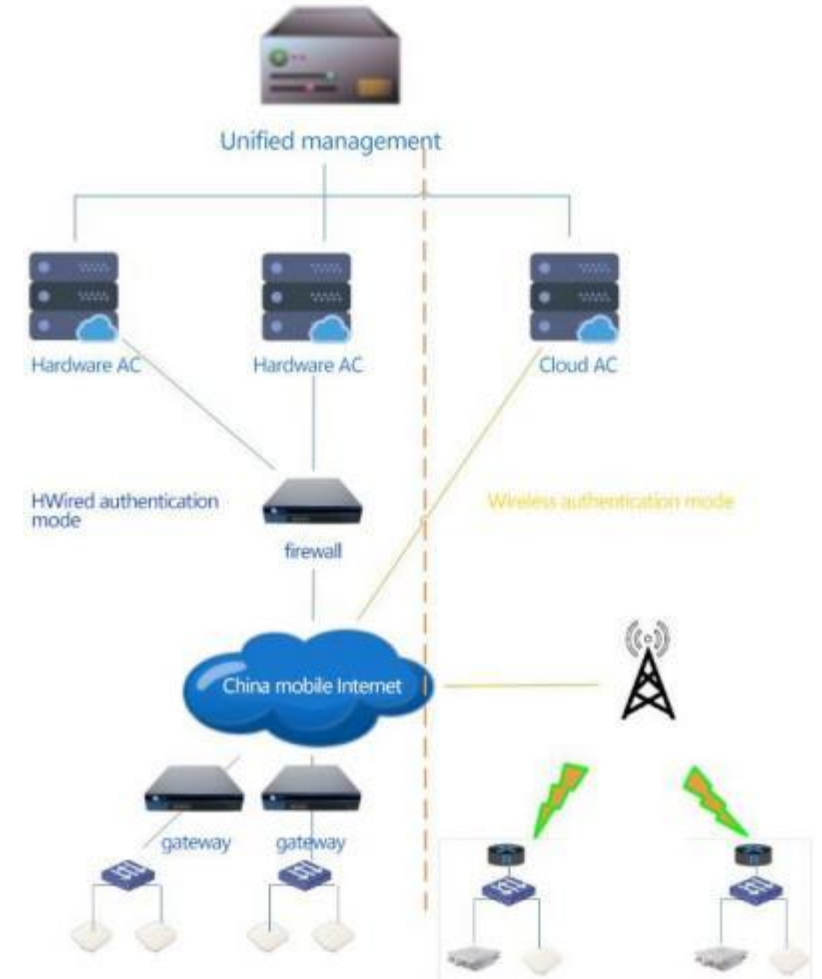 Unified management
Hardware AC
Hardware AC
Cloud AC
HWired authentication
mode
Wireless authentication mode
firewall
China mobile Internet
gateway
gateway